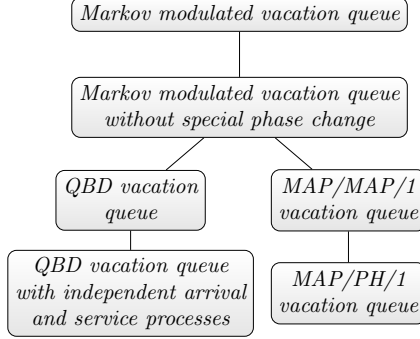 Markov modulated vacation queue
Markov modulated vacation queue
without special phase change
QBD vacation
queue
MAP/MAP/1
vacation queue
QBD vacation queue
with independent arrival
and service processes
MAP/PH/1
vacation queue